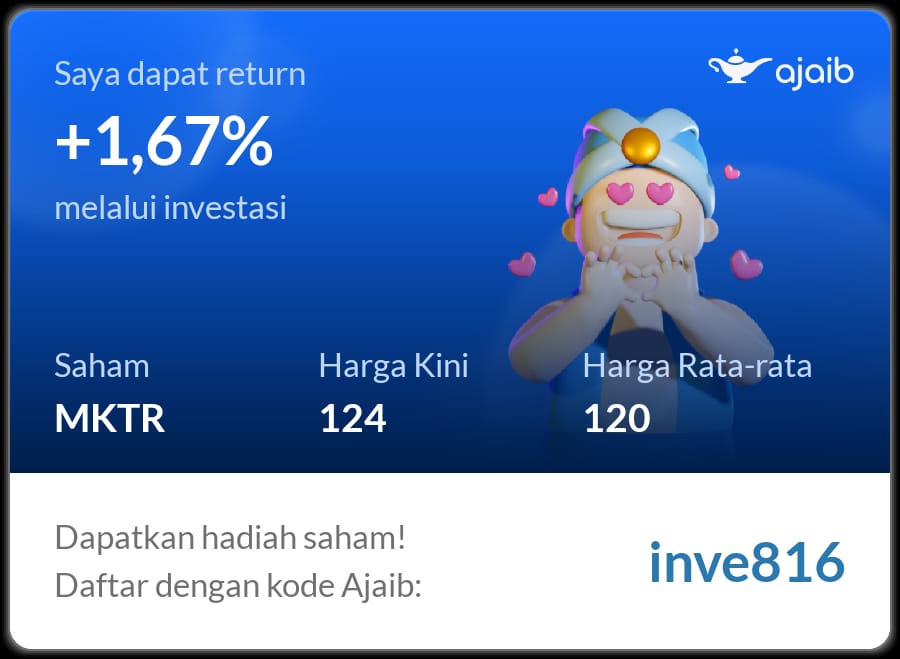 Saya dapat return
ajaib
+1,67%
melalui investasi
Saham
Harga Kini
Harga Rata-rata
MKTR
124
120
Dapatkan hadiah saham!
Daftar dengan kode Ajaib:
inve816